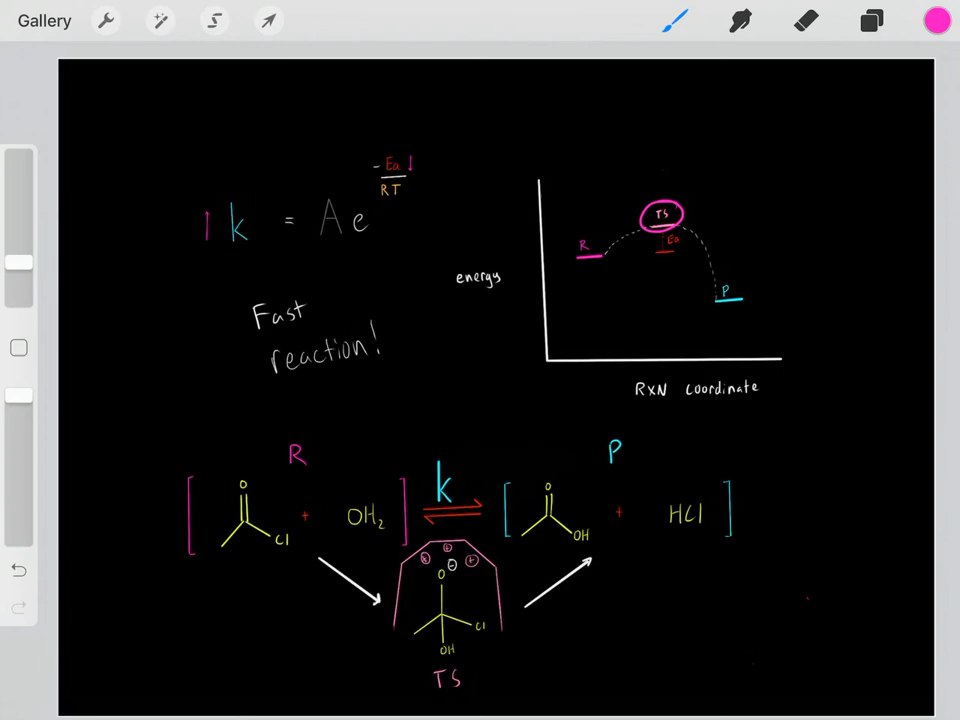 Gallery
↑k = Ae^(-Ea↓/RT)
Fast
reaction!
energy
R
TS
Ea
P
RXN coordinate
R
k
P
[ O Cl + OH₂ ] ⇌ [ O OH + HCl ]
+ + +
O ⊖
Cl
OH
TS